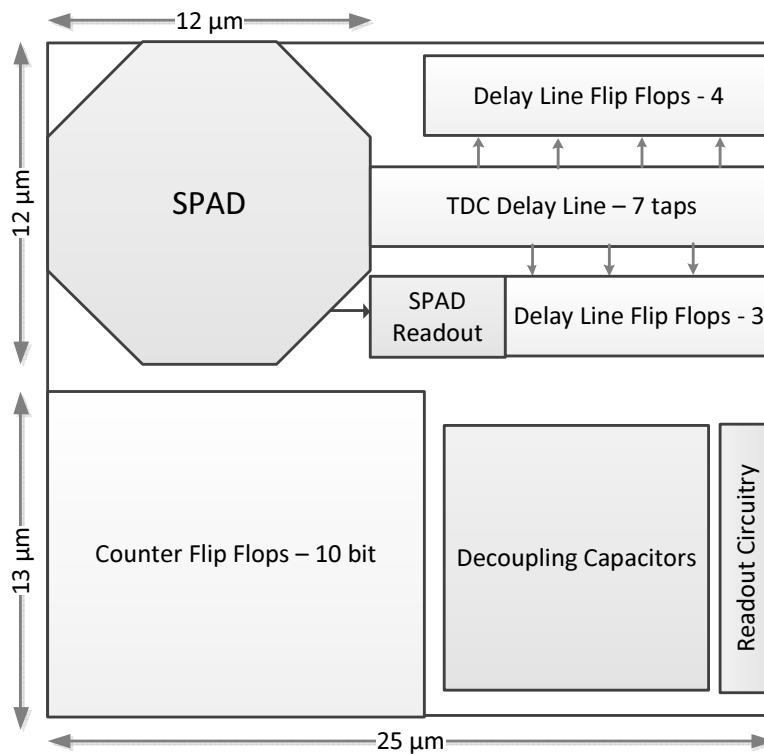 12 µm
Delay Line Flip Flops - 4
12 µm
SPAD
TDC Delay Line – 7 taps
SPAD
Readout
Delay Line Flip Flops - 3
13 µm
Counter Flip Flops – 10 bit
Decoupling Capacitors
Readout Circuitry
25 µm